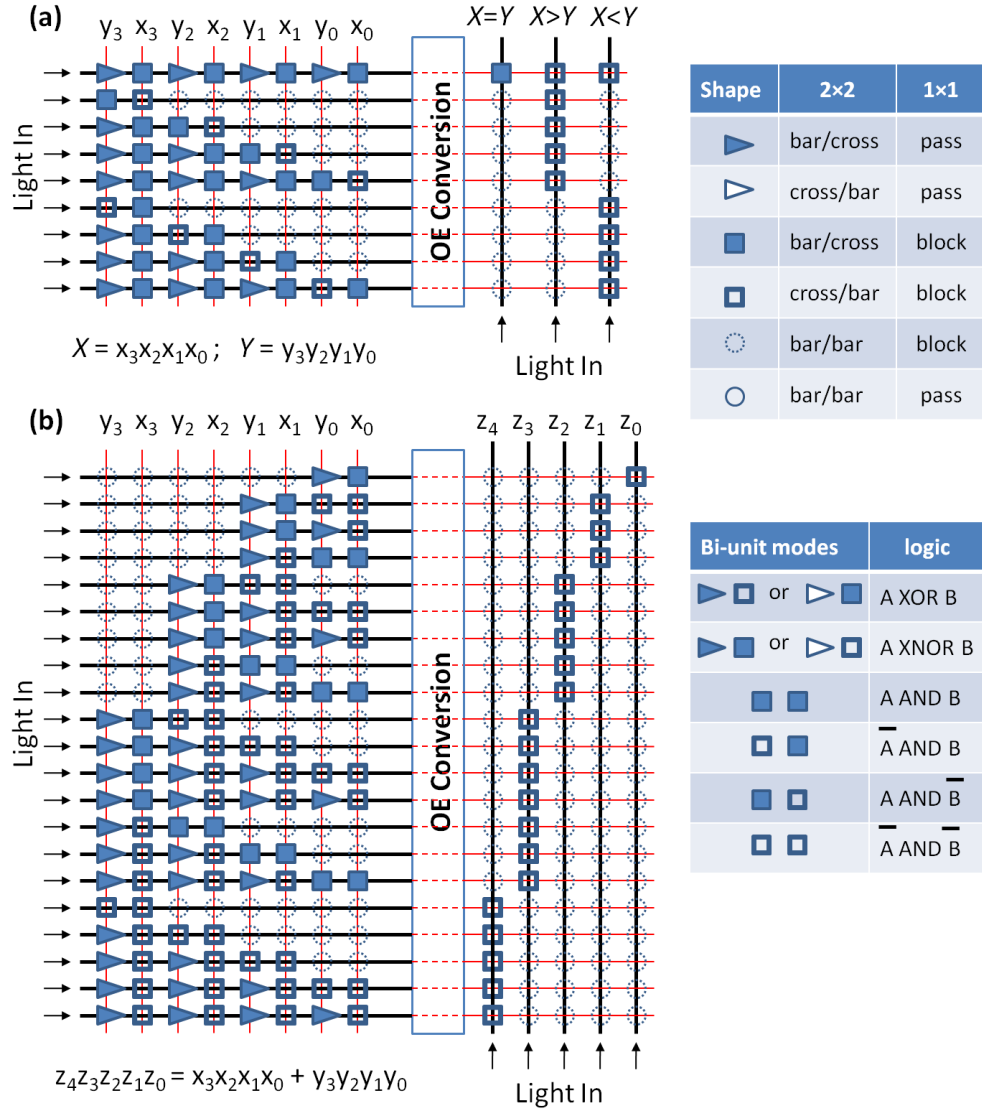 (a)
y₃ x₃ y₂ x₂ y₁ x₁ y₀ x₀
X=Y X>Y X<Y
Light In
OE Conversion
X = x₃x₂x₁x₀ ; Y = y₃y₂y₁y₀
Light In
Shape 2×2 1×1
bar/cross pass
cross/bar pass
bar/cross block
cross/bar block
bar/bar block
bar/bar pass
(b)
y₃ x₃ y₂ x₂ y₁ x₁ y₀ x₀
z₄ z₃ z₂ z₁ z₀
Light In
OE Conversion
z₄z₃z₂z₁z₀ = x₃x₂x₁x₀ + y₃y₂y₁y₀
Light In
Bi-unit modes logic
or A XOR B
or A XNOR B
A AND B
A̅ AND B
A AND B̅
A̅ AND B̅